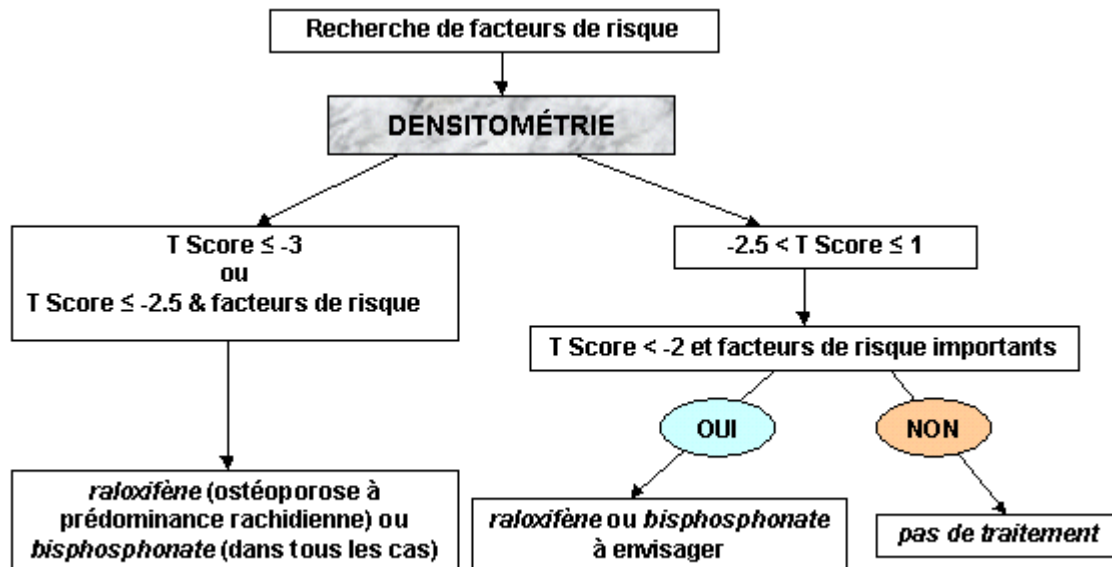 Recherche de facteurs de risque
DENSITOMÉTRIE
T Score ≤ -3
ou
T Score ≤ -2.5 & facteurs de risque
-2.5 < T Score ≤ 1
T Score < -2 et facteurs de risque importants
OUI
NON
raloxifène (ostéoporose à
prédominance rachidienne) ou
bisphosphonate (dans tous les cas)
raloxifène ou bisphosphonate
à envisager
pas de traitement